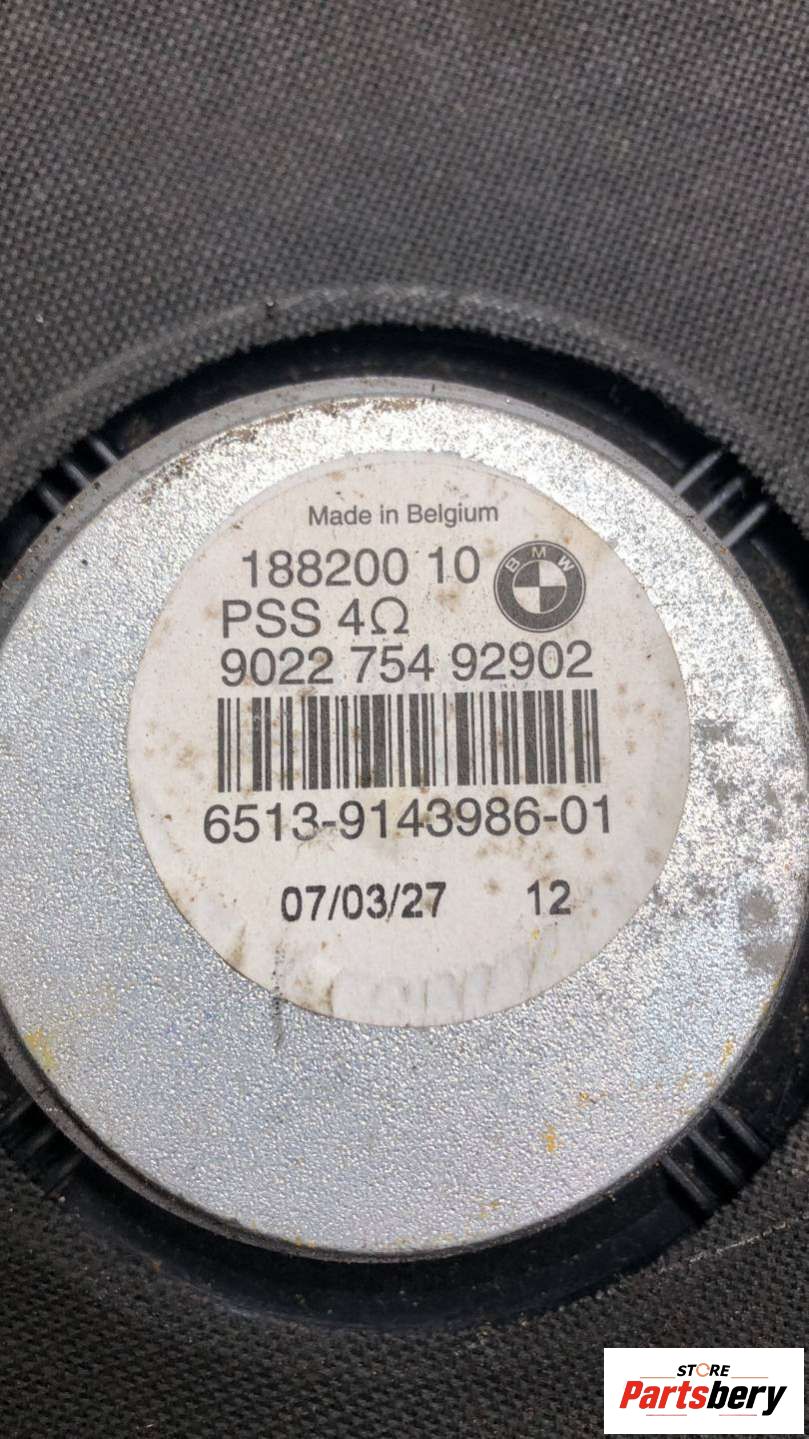 Made in Belgium
188200 10
BMW
PSS 4Ω
9022 754 92902
6513-9143986-01
07/03/27 12
STORE
Partsbery